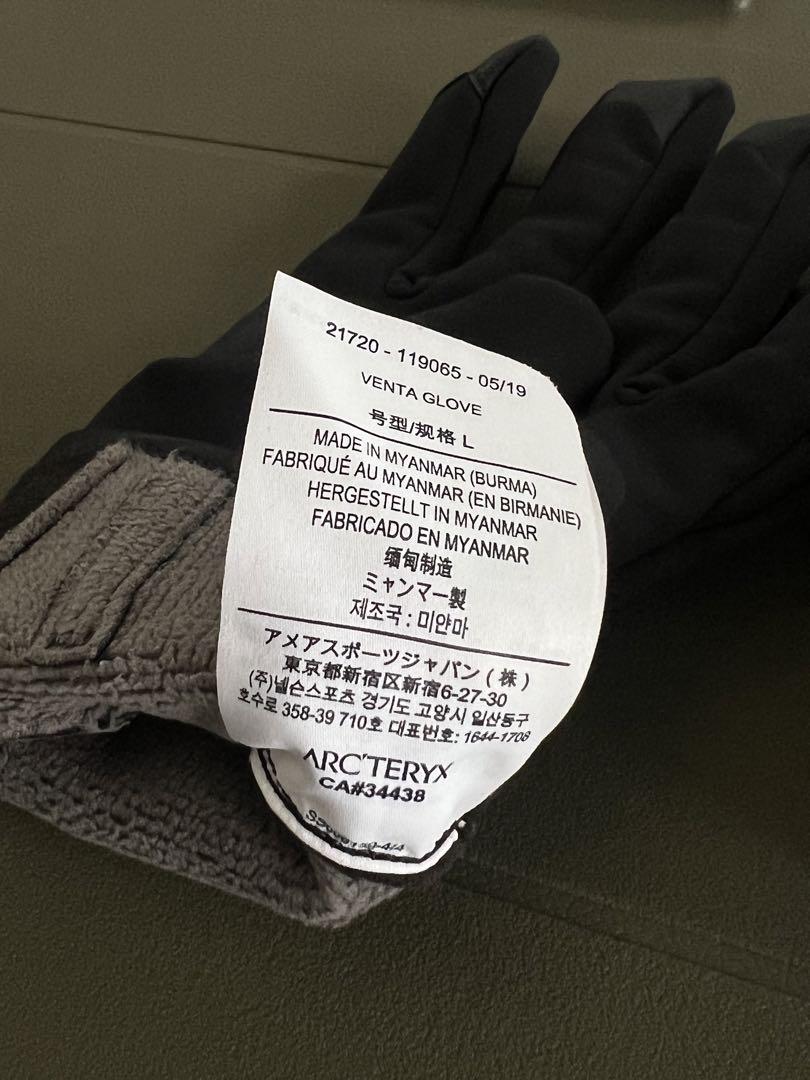 21720 - 119065 - 05/19
VENTA GLOVE
号型/规格 L
MADE IN MYANMAR (BURMA)
FABRIQUÉ AU MYANMAR (EN BIRMANIE)
HERGESTELLT IN MYANMAR
FABRICADO EN MYANMAR
缅甸制造
ミャンマー製
제조국 : 미얀마
アメアスポーツジャパン ( 株 )
東京都新宿区新宿6-27-30
(주)넬슨스포츠 경기도 고양시 일산동구
호수로 358-39 710호 대표번호: 1644-1708
ARC'TERYX
CA#34438